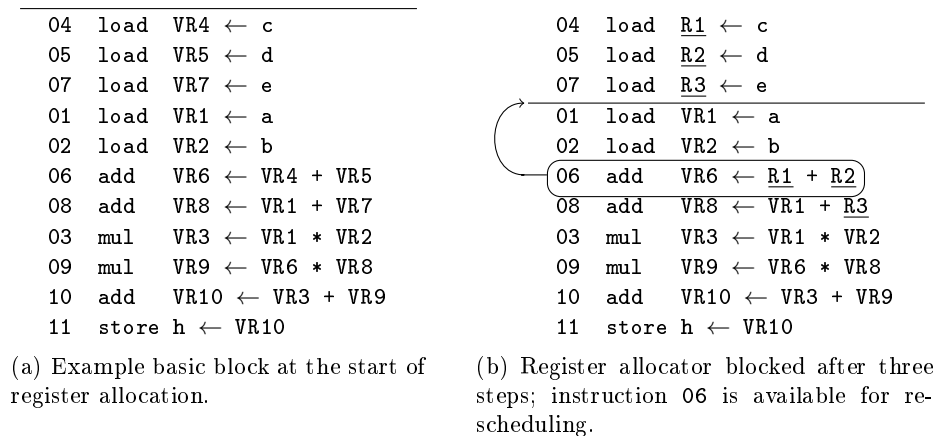 04 load VR4 ← c
05 load VR5 ← d
07 load VR7 ← e
01 load VR1 ← a
02 load VR2 ← b
06 add VR6 ← VR4 + VR5
08 add VR8 ← VR1 + VR7
03 mul VR3 ← VR1 * VR2
09 mul VR9 ← VR6 * VR8
10 add VR10 ← VR3 + VR9
11 store h ← VR10
(a) Example basic block at the start of
register allocation.
04 load R1 ← c
05 load R2 ← d
07 load R3 ← e
01 load VR1 ← a
02 load VR2 ← b
06 add VR6 ← R1 + R2
08 add VR8 ← VR1 + R3
03 mul VR3 ← VR1 * VR2
09 mul VR9 ← VR6 * VR8
10 add VR10 ← VR3 + VR9
11 store h ← VR10
(b) Register allocator blocked after three
steps; instruction 06 is available for re-
scheduling.